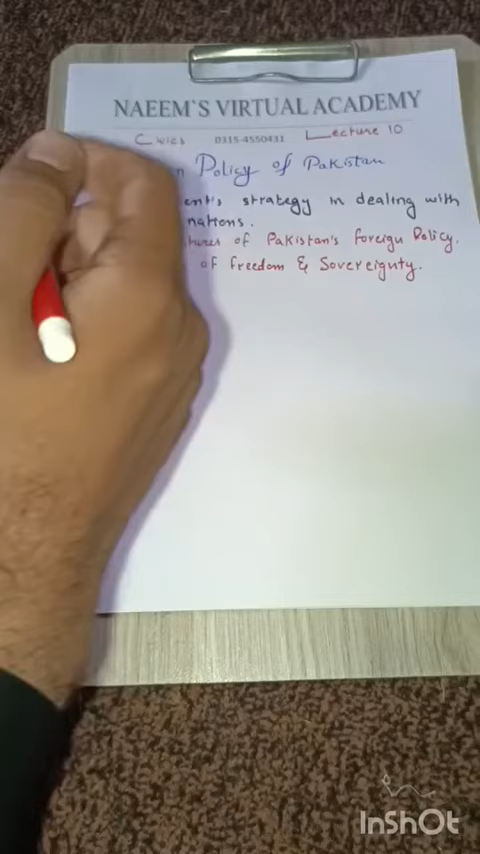 NAEEM'S VIRTUAL ACADEMY
Civics 0315-4550431 Lecture 10
Policy of Pakistan
strategy in dealing with
nations.
of Pakistan's foreign Policy.
of freedom & Sovereignty.
InShOt